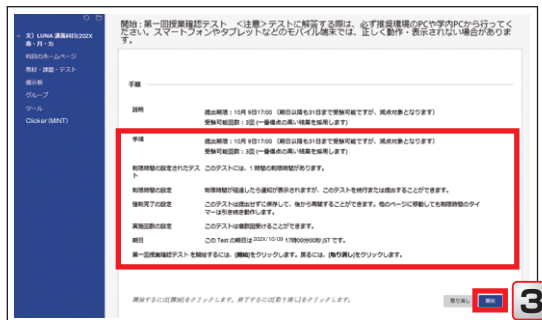 文) LUNA 講義科目(202X
春・月・3)
科目のホームページ
教材・課題・テスト
掲示板
グループ
ツール
Clicker (MINT)
開始 : 第一回授業確認テスト ＜注意＞テストに解答する際は、必ず推奨環境のPCや学内PCから行ってく
ださい。スマートフォンやタブレットなどのモバイル端末では、正しく動作・表示されない場合がありま
す。
手順
説明
提出期限 : 10月 9日17:00 （期日以降も31日まで受験可能ですが、減点対象となります）
受験可能回数 : 3回 (一番得点の高い結果を採用します)
手順
提出期限 : 10月 9日17:00 （期日以降も31日まで受験可能ですが、減点対象となります）
受験可能回数 : 3回 (一番得点の高い結果を採用します)
制限時間の設定されたテス
ト
このテストには、1 時間の制限時間があります。
制限時間の設定
制限時間が経過したら通知が表示されますが、このテストを続行または提出することができます。
強制完了の設定
このテストは提出せずに保存して、後から再開することができます。他のページに移動しても制限時間のタイ
マーは引き続き動作します。
実施回数の設定
このテストは複数回受けることができます。
期日
この Test の期日は 202X/10/09 17時00分00秒 JST です。
第一回授業確認テスト を開始するには、[開始]をクリックします。戻るには、[取り消し]をクリックします。
開始するには[開始]をクリックします。終了するには[取り消し]をクリックします。
取り消し
開始
3